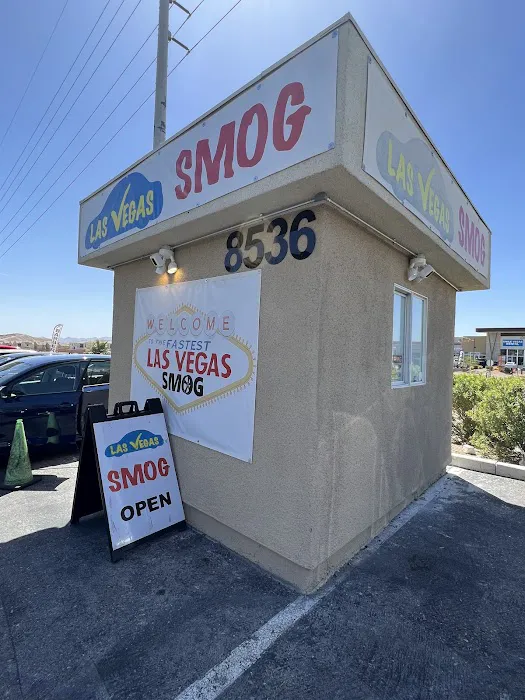 LAS VEGAS
SMOG
LAS VEGAS
SMOG
8536
WELCOME
TO THE FASTEST
LAS VEGAS
SMOG
LAS VEGAS
SMOG
OPEN